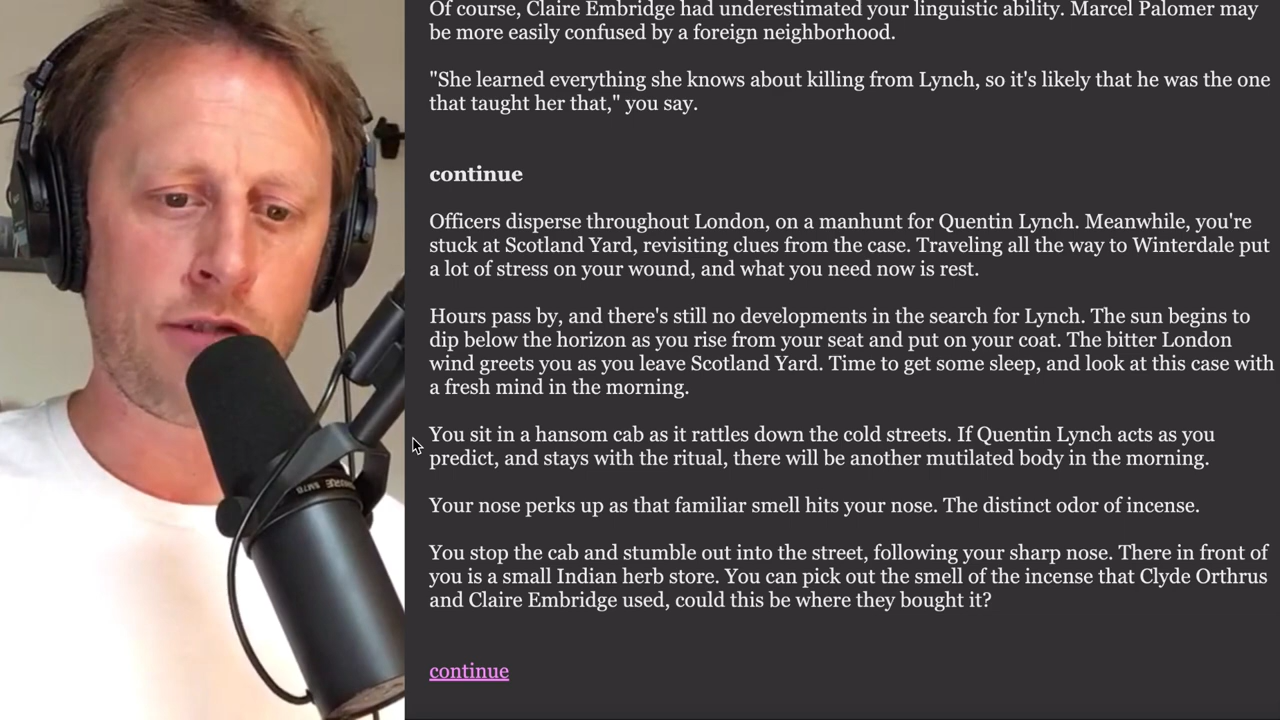 Of course, Claire Embridge had underestimated your linguistic ability. Marcel Palomer may
be more easily confused by a foreign neighborhood.
"She learned everything she knows about killing from Lynch, so it's likely that he was the one
that taught her that," you say.
continue
Officers disperse throughout London, on a manhunt for Quentin Lynch. Meanwhile, you're
stuck at Scotland Yard, revisiting clues from the case. Traveling all the way to Winterdale put
a lot of stress on your wound, and what you need now is rest.
Hours pass by, and there's still no developments in the search for Lynch. The sun begins to
dip below the horizon as you rise from your seat and put on your coat. The bitter London
wind greets you as you leave Scotland Yard. Time to get some sleep, and look at this case with
a fresh mind in the morning.
You sit in a hansom cab as it rattles down the cold streets. If Quentin Lynch acts as you
predict, and stays with the ritual, there will be another mutilated body in the morning.
Your nose perks up as that familiar smell hits your nose. The distinct odor of incense.
You stop the cab and stumble out into the street, following your sharp nose. There in front of
you is a small Indian herb store. You can pick out the smell of the incense that Clyde Orthrus
and Claire Embridge used, could this be where they bought it?
continue
SM7B